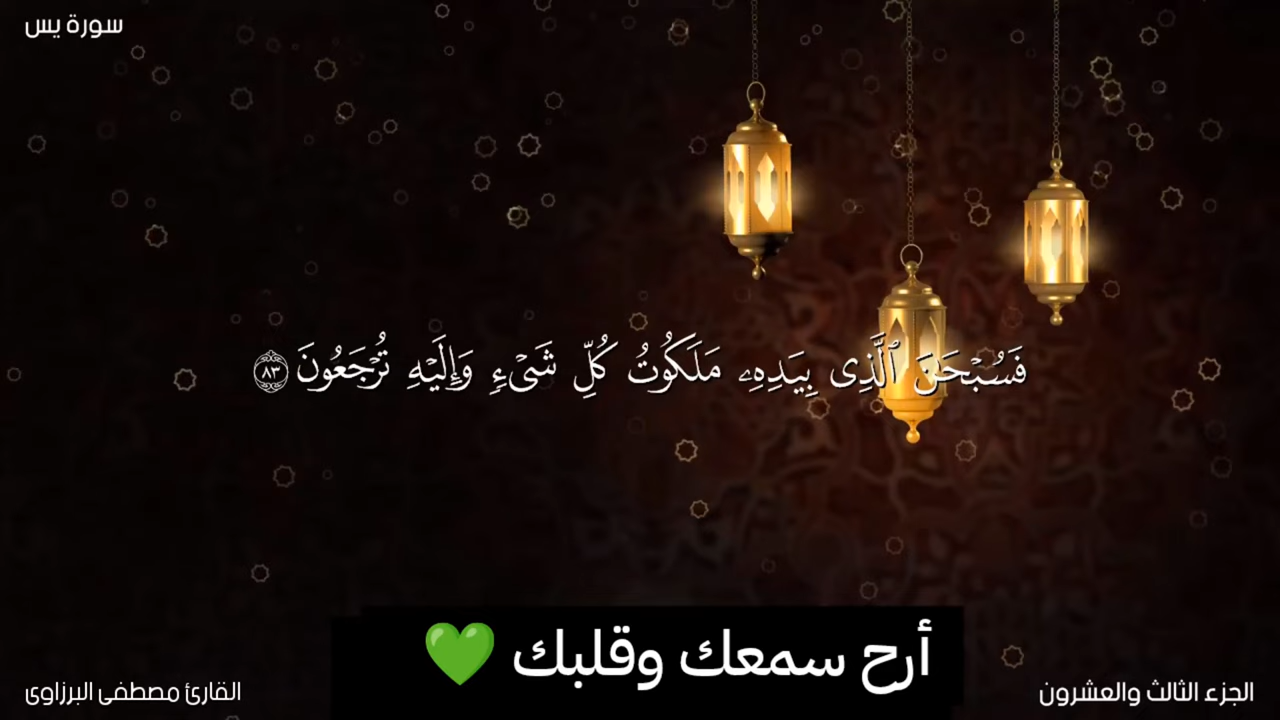 سورة يس
فَسُبْحَٰنَ ٱلَّذِى بِيَدِهِۦ مَلَكُوتُ كُلِّ شَىْءٍۢ وَإِلَيْهِ تُرْجَعُونَ ٨٣
أرح سمعك وقلبك 💚
الجزء الثالث والعشرون
القارئ مصطفى البرزاوى